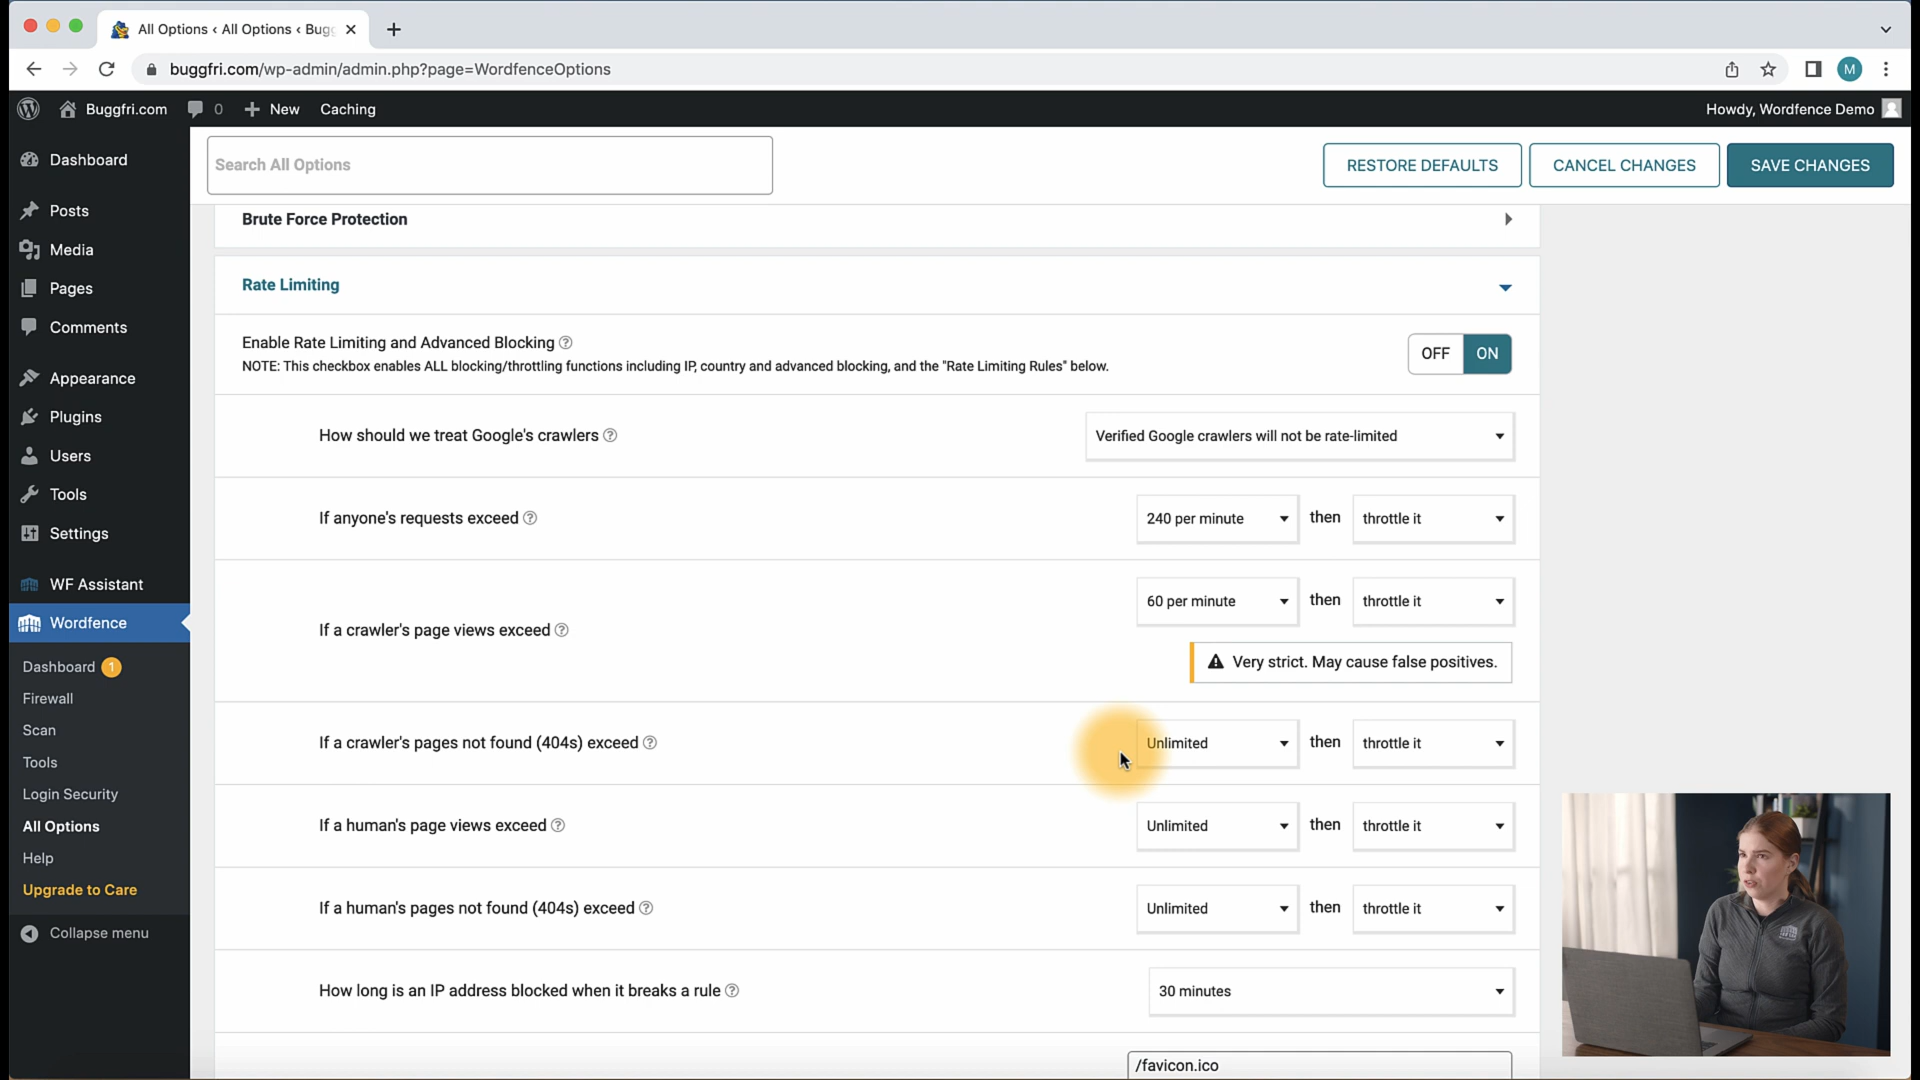 All Options ‹ All Options ‹ Bugg
buggfri.com/wp-admin/admin.php?page=WordfenceOptions
M
Buggfri.com
0
New
Caching
Howdy, Wordfence Demo
Dashboard
Posts
Media
Pages
Comments
Appearance
Plugins
Users
Tools
Settings
WF Assistant
Wordfence
Dashboard 1
Firewall
Scan
Tools
Login Security
All Options
Help
Upgrade to Care
Collapse menu
Search All Options
RESTORE DEFAULTS
CANCEL CHANGES
SAVE CHANGES
Brute Force Protection
Rate Limiting
Enable Rate Limiting and Advanced Blocking
NOTE: This checkbox enables ALL blocking/throttling functions including IP, country and advanced blocking, and the "Rate Limiting Rules" below.
OFF ON
How should we treat Google's crawlers
Verified Google crawlers will not be rate-limited
If anyone's requests exceed
240 per minute then throttle it
If a crawler's page views exceed
60 per minute then throttle it
Very strict. May cause false positives.
If a crawler's pages not found (404s) exceed
Unlimited then throttle it
If a human's page views exceed
Unlimited then throttle it
If a human's pages not found (404s) exceed
Unlimited then throttle it
How long is an IP address blocked when it breaks a rule
30 minutes
/favicon.ico